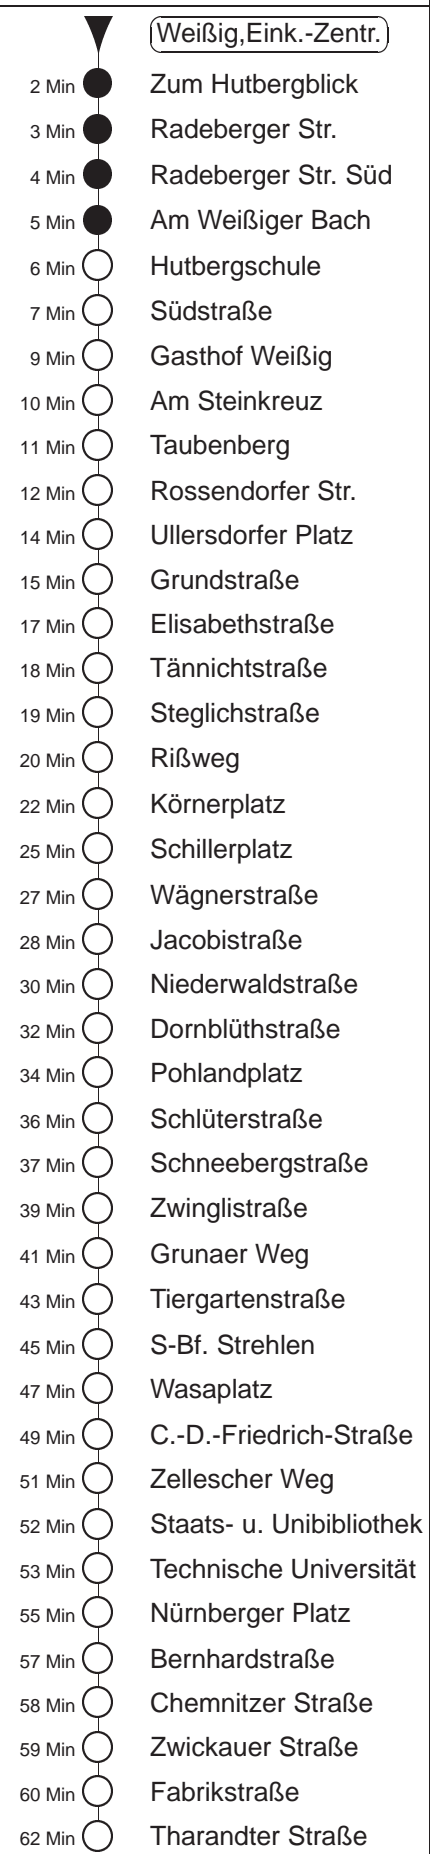 Weißig,Eink.-Zentr.
2 Min Zum Hutbergblick
3 Min Radeberger Str.
4 Min Radeberger Str. Süd
5 Min Am Weißiger Bach
6 Min Hutbergschule
7 Min Südstraße
9 Min Gasthof Weißig
10 Min Am Steinkreuz
11 Min Taubenberg
12 Min Rossendorfer Str.
14 Min Ullersdorfer Platz
15 Min Grundstraße
17 Min Elisabethstraße
18 Min Tännichtstraße
19 Min Steglichstraße
20 Min Rißweg
22 Min Körnerplatz
25 Min Schillerplatz
27 Min Wägnerstraße
28 Min Jacobistraße
30 Min Niederwaldstraße
32 Min Dornblüthstraße
34 Min Pohlandplatz
36 Min Schlüterstraße
37 Min Schneebergstraße
39 Min Zwinglistraße
41 Min Grunaer Weg
43 Min Tiergartenstraße
45 Min S-Bf. Strehlen
47 Min Wasaplatz
49 Min C.-D.-Friedrich-Straße
51 Min Zellescher Weg
52 Min Staats- u. Unibibliothek
53 Min Technische Universität
55 Min Nürnberger Platz
57 Min Bernhardstraße
58 Min Chemnitzer Straße
59 Min Zwickauer Straße
60 Min Fabrikstraße
62 Min Tharandter Straße